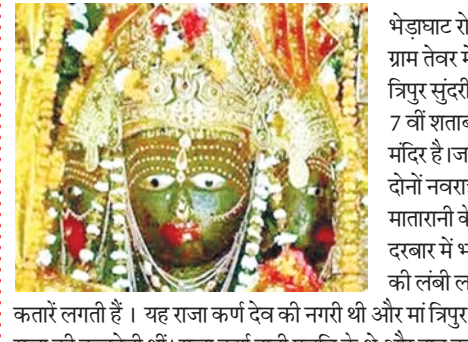 भेड़ाघाट रो
ग्राम तेवर में
त्रिपुर सुंदरी
7 वीं शताब
मंदिर है।ज
दोनों नवरा
मातारानी के
दरबार में भ
की लंबी ल
कतारें लगती हैं । यह राजा कर्ण देव की नगरी थी और मां त्रिपुर